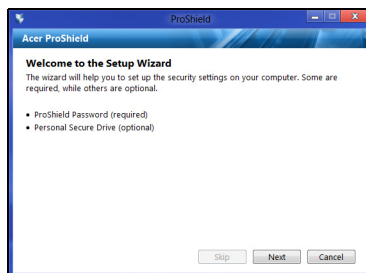 ProShield
Acer ProShield
Welcome to the Setup Wizard
The wizard will help you to set up the security settings on your computer. Some are
required, while others are optional.
• ProShield Password (required)
• Personal Secure Drive (optional)
Skip Next Cancel